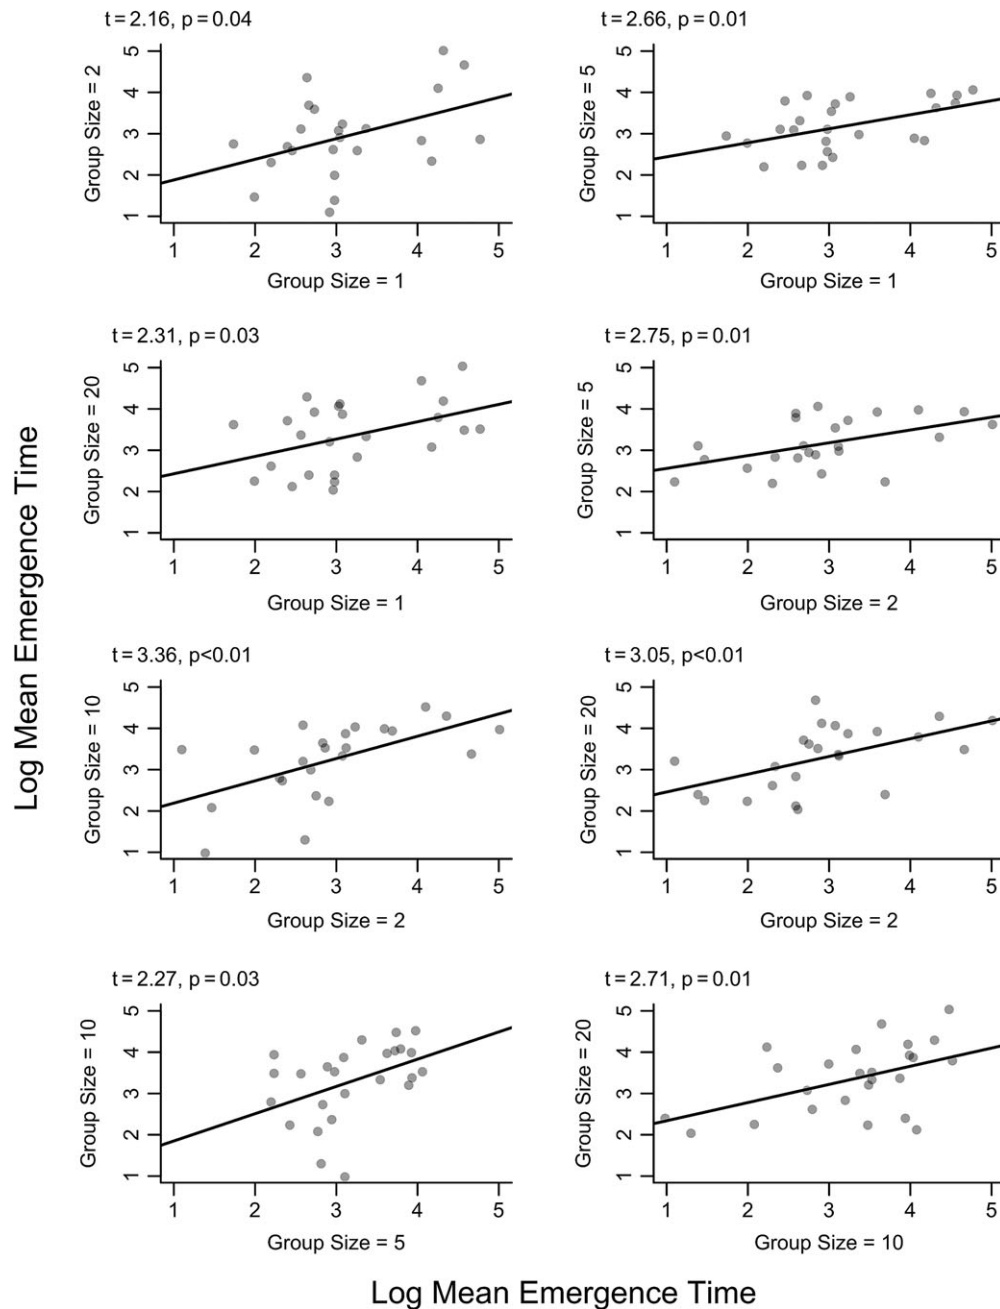 t = 2.16, p = 0.04
Group Size = 2
5
4
3
2
1
1 2 3 4 5
Group Size = 1
t = 2.66, p = 0.01
Group Size = 5
5
4
3
2
1
1 2 3 4 5
Group Size = 1
t = 2.31, p = 0.03
Group Size = 20
5
4
3
2
1
1 2 3 4 5
Group Size = 1
t = 2.75, p = 0.01
Group Size = 5
5
4
3
2
1
1 2 3 4 5
Group Size = 2
Log Mean Emergence Time
t = 3.36, p<0.01
Group Size = 10
5
4
3
2
1
1 2 3 4 5
Group Size = 2
t = 3.05, p<0.01
Group Size = 20
5
4
3
2
1
1 2 3 4 5
Group Size = 2
t = 2.27, p = 0.03
Group Size = 10
5
4
3
2
1
1 2 3 4 5
Group Size = 5
t = 2.71, p = 0.01
Group Size = 20
5
4
3
2
1
1 2 3 4 5
Group Size = 10
Log Mean Emergence Time